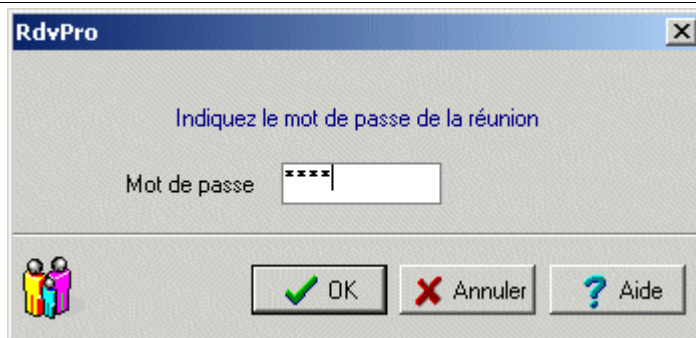 RdvPro
Indiquez le mot de passe de la réunion
Mot de passe ****
OK Annuler Aide